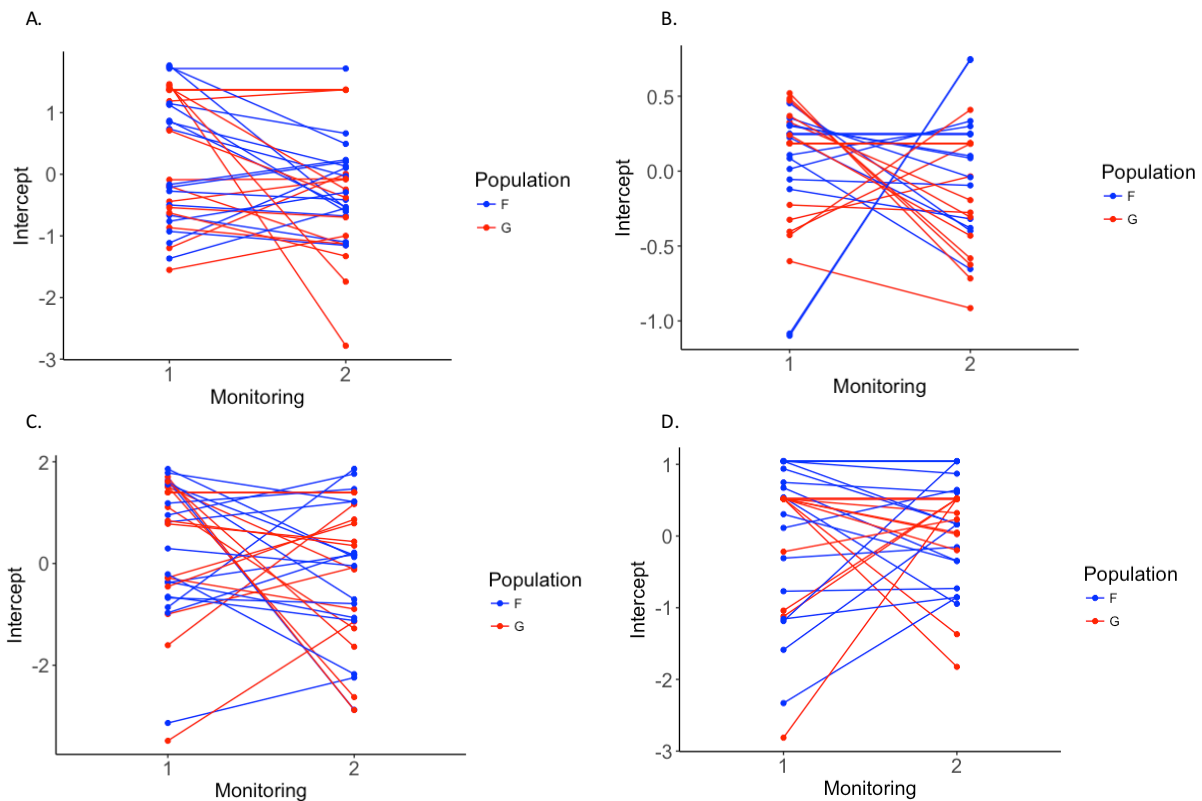 A.
Intercept
1
0
-1
-2
-3
1
2
Monitoring
Population
F
G
B.
Intercept
0.5
0.0
-0.5
-1.0
1
2
Monitoring
Population
F
G
C.
Intercept
2
0
-2
1
2
Monitoring
Population
F
G
D.
Intercept
1
0
-1
-2
-3
1
2
Monitoring
Population
F
G